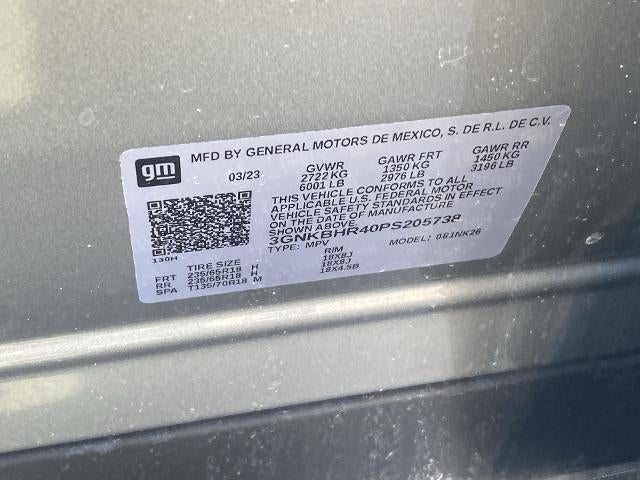 gm MFD BY GENERAL MOTORS DE MEXICO, S. DE R.L. DE C.V.
03/23 GVWR GAWR FRT GAWR RR
2722 KG 1350 KG 1450 KG
6001 LB 2976 LB 3196 LB
THIS VEHICLE CONFORMS TO ALL
APPLICABLE U.S. FEDERAL MOTOR
VEHICLE SAFETY STANDARDS IN EFFECT
ON THE DATE OF MANUFACTURE
SHOWN ABOVE.
3GNKBHR40PS205738
130H TYPE: MPV MODEL: 0G1NK26
TIRE SIZE RIM
FRT 235/65R18 H 18X8J
RR 235/65R18 H 18X8J
SPA T135/70R18 M 18X4.5B